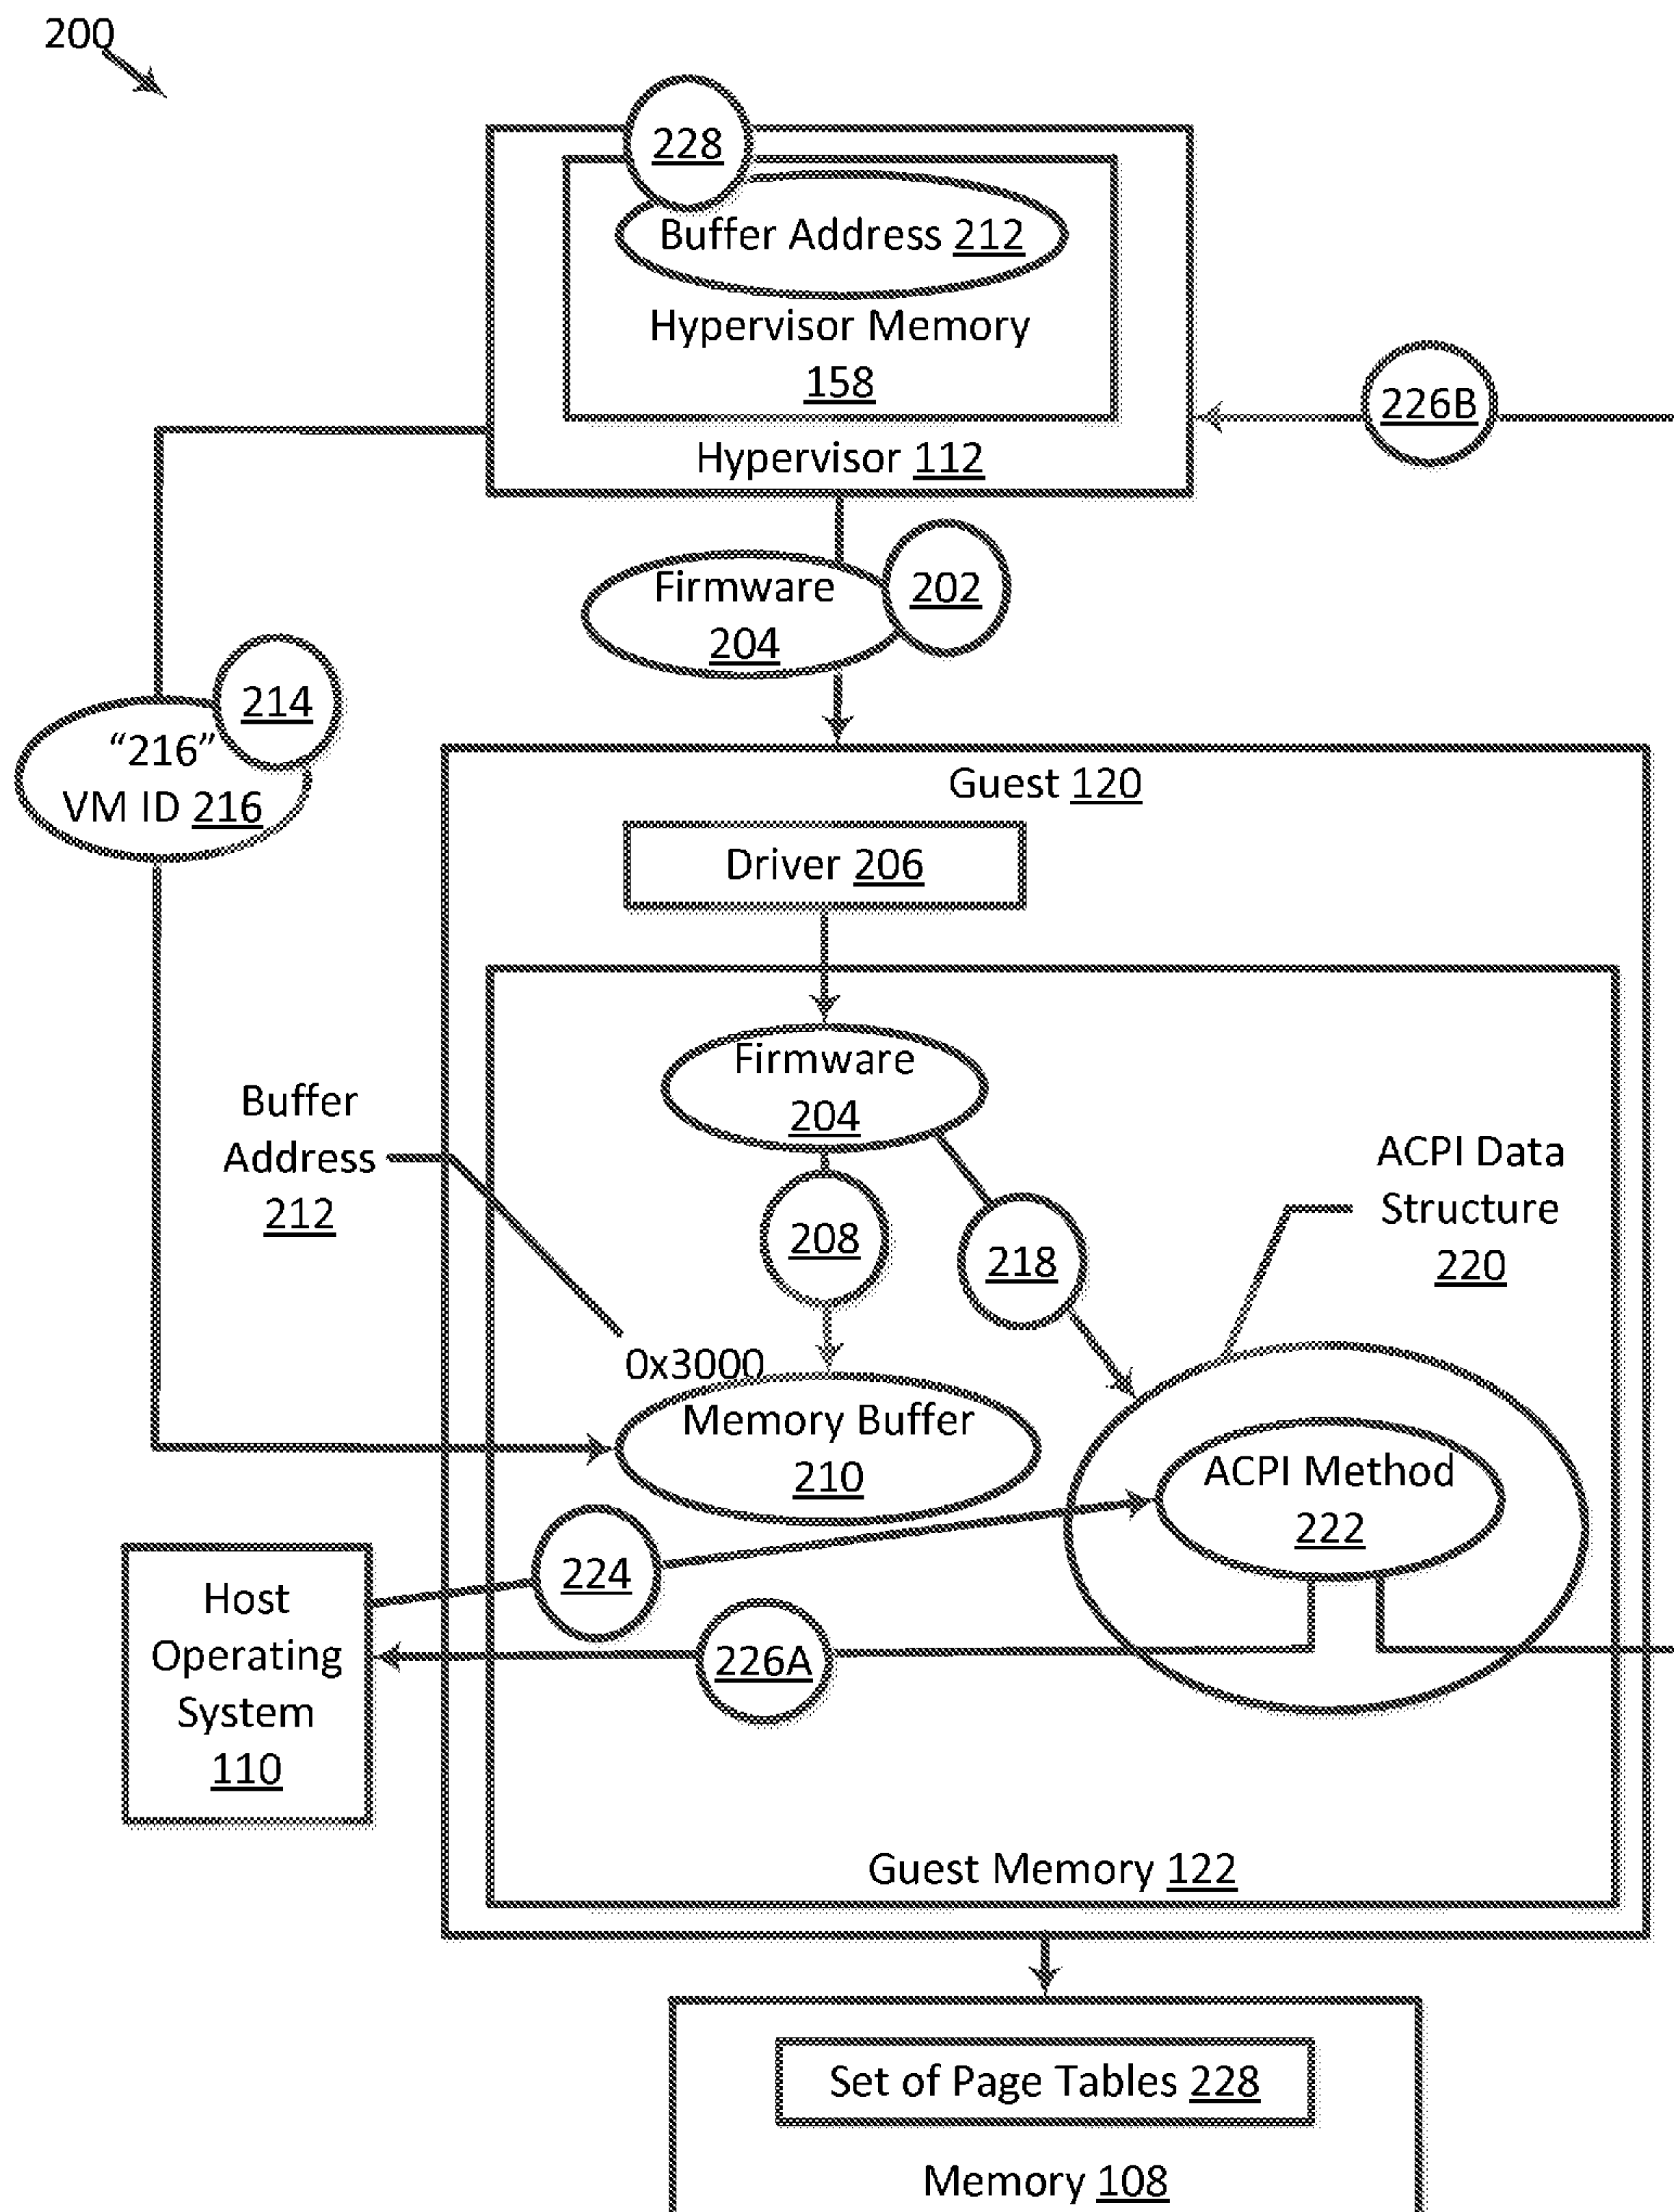 200
228
Buffer Address 212
Hypervisor Memory
158
Hypervisor 112
226B
Firmware
204
202
214
“216”
VM ID 216
Guest 120
Driver 206
Firmware
204
Buffer
Address
212
208
218
ACPI Data
Structure
220
0x3000
Memory Buffer
210
ACPI Method
222
224
Host
Operating
System
110
226A
Guest Memory 122
Set of Page Tables 228
Memory 108